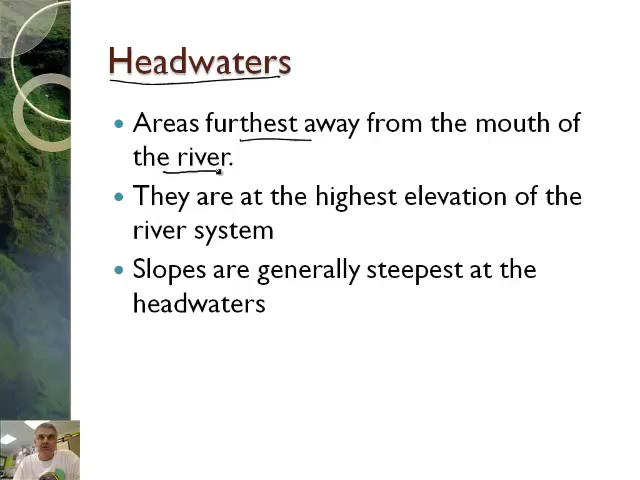 Headwaters
Areas furthest away from the mouth of
the river.
They are at the highest elevation of the
river system
Slopes are generally steepest at the
headwaters